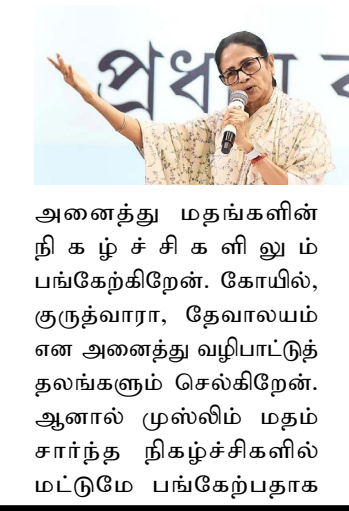 প্রধান ব
அனைத்து மதங்களின்
நிகழ்ச்சிகளிலும்
பங்கேற்கிறேன். கோயில்,
குருத்வாரா, தேவாலயம்
என அனைத்து வழிபாட்டுத்
தலங்களும் செல்கிறேன்.
ஆனால் முஸ்லிம் மதம்
சார்ந்த நிகழ்ச்சிகளில்
மட்டுமே பங்கேற்பதாக